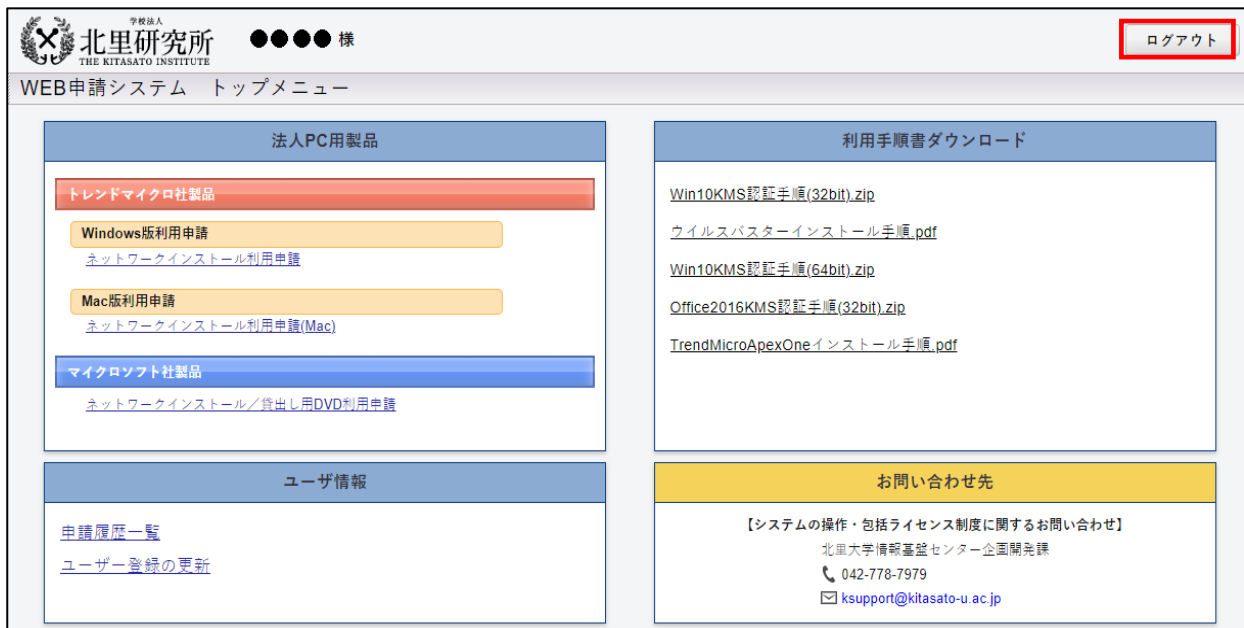 学校法人
北里研究所
THE KITASATO INSTITUTE
●●●● 様
ログアウト
WEB申請システム トップメニュー
法人PC用製品
トレンドマイクロ社製品
Windows版利用申請
ネットワークインストール利用申請
Mac版利用申請
ネットワークインストール利用申請(Mac)
マイクロソフト社製品
ネットワークインストール／貸出し用DVD利用申請
利用手順書ダウンロード
Win10KMS認証手順(32bit).zip
ウイルスバスターインストール手順.pdf
Win10KMS認証手順(64bit).zip
Office2016KMS認証手順(32bit).zip
TrendMicroApexOneインストール手順.pdf
ユーザ情報
申請履歴一覧
ユーザー登録の更新
お問い合わせ先
【システムの操作・包括ライセンス制度に関するお問い合わせ】
北里大学情報基盤センター企画開発課
042-778-7979
ksupport@kitasato-u.ac.jp